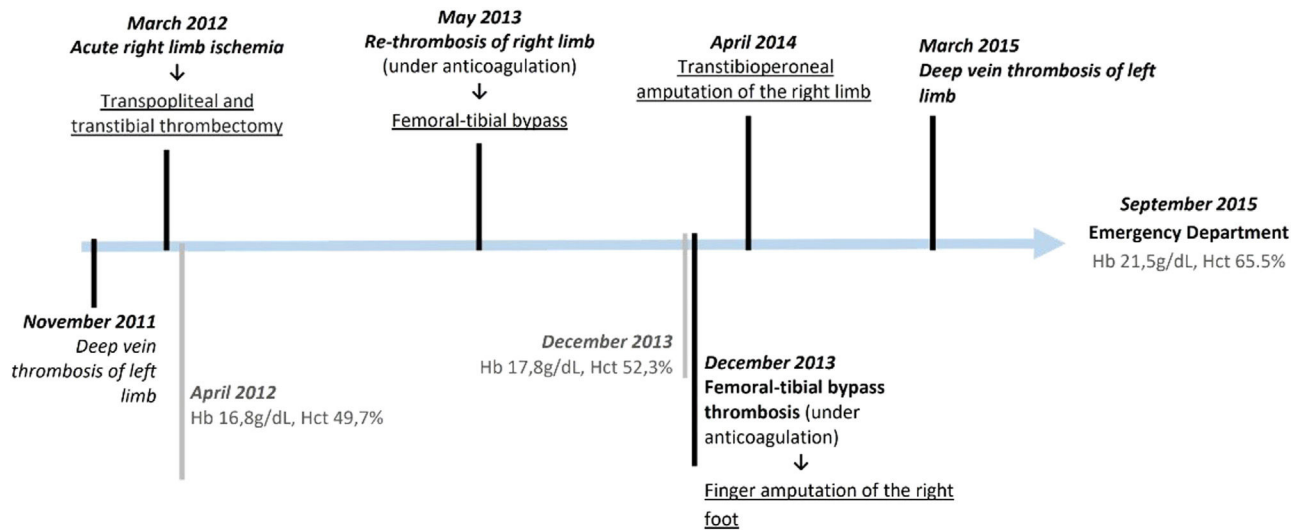 March 2012
Acute right limb ischemia
↓
Transpopliteal and
transtibial thrombectomy
May 2013
Re-thrombosis of right limb
(under anticoagulation)
↓
Femoral-tibial bypass
April 2014
Transtibioperoneal
amputation of the right limb
March 2015
Deep vein thrombosis of left
limb
September 2015
Emergency Department
Hb 21,5g/dL, Hct 65.5%
November 2011
Deep vein
thrombosis of left
limb
April 2012
Hb 16,8g/dL, Hct 49,7%
December 2013
Hb 17,8g/dL, Hct 52,3%
December 2013
Femoral-tibial bypass
thrombosis (under
anticoagulation)
↓
Finger amputation of the right
foot